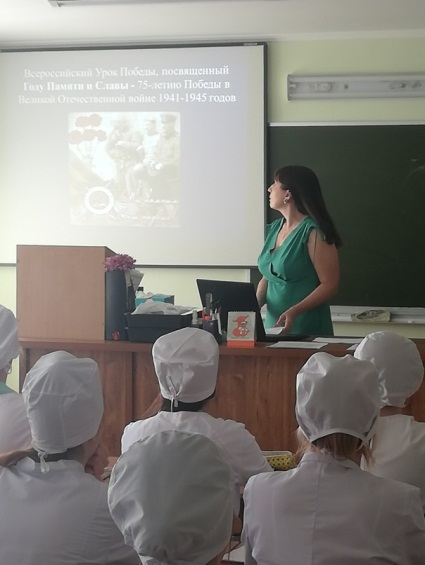 Всероссийский Урок Победы, посвященный
Году Памяти и Славы - 75-летию Победы в
Великой Отечественной войне 1941-1945 годов